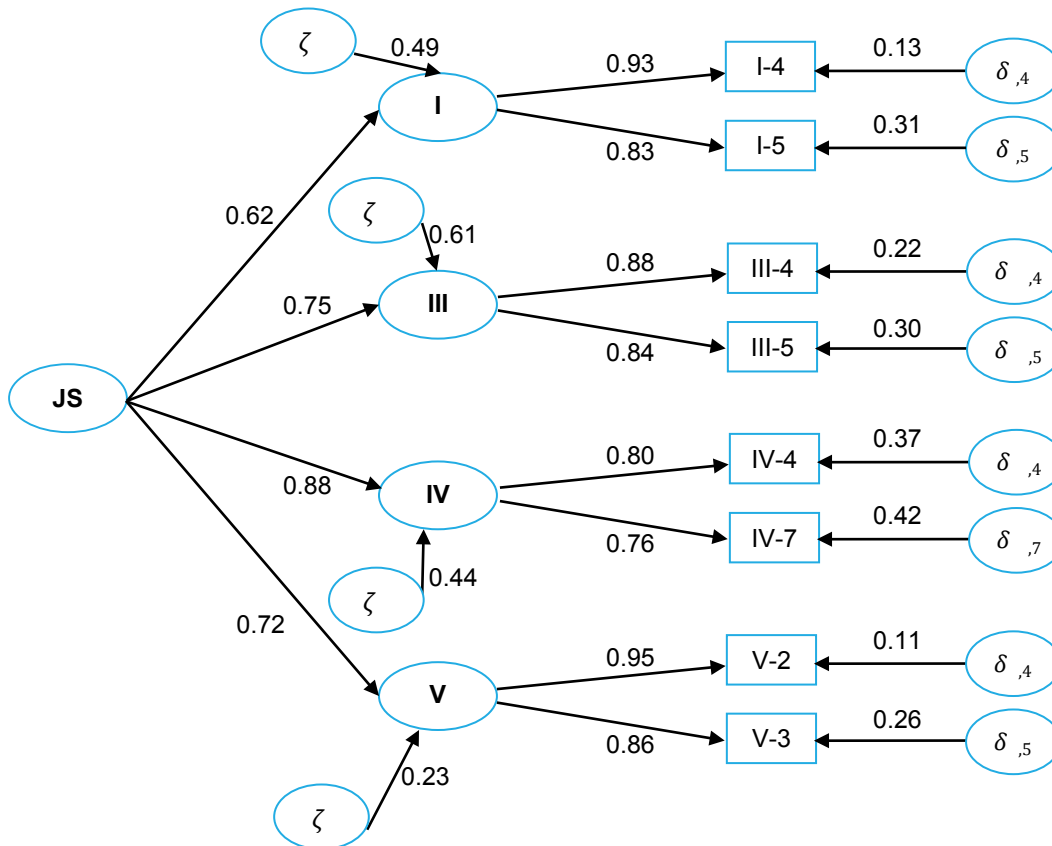 ζ
0.49
I
0.93
I-4
0.13
δ ,4
0.83
I-5
0.31
δ ,5
0.62
ζ
0.61
III
0.88
III-4
0.22
δ ,4
0.84
III-5
0.30
δ ,5
0.75
JS
0.88
IV
0.80
IV-4
0.37
δ ,4
0.76
IV-7
0.42
δ ,7
ζ
0.44
0.72
V
0.95
V-2
0.11
δ ,4
0.86
V-3
0.26
δ ,5
ζ
0.23